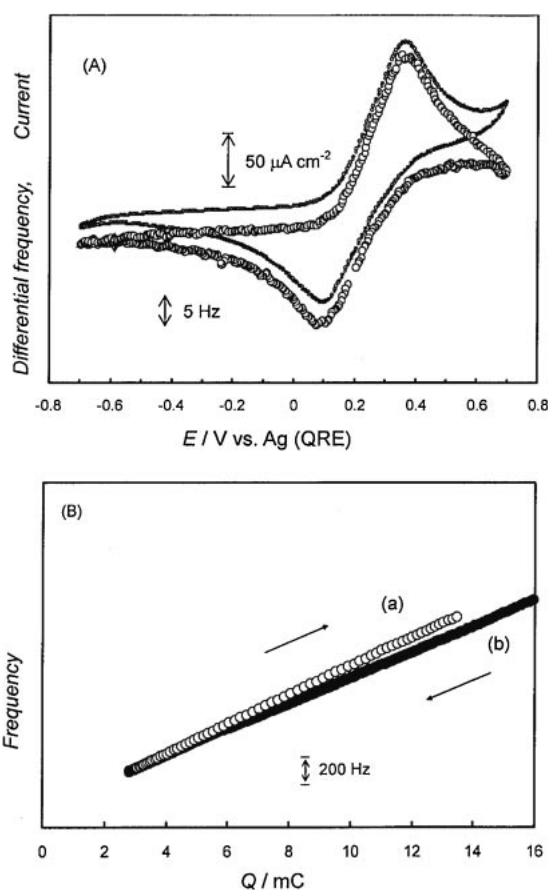 (A)
Differential frequency, Current
50 μA cm-2
5 Hz
-0.8 -0.6 -0.4 -0.2 0 0.2 0.4 0.6 0.8
E / V vs. Ag (QRE)
(B)
(a)
(b)
Frequency
200 Hz
0 2 4 6 8 10 12 14 16
Q / mC